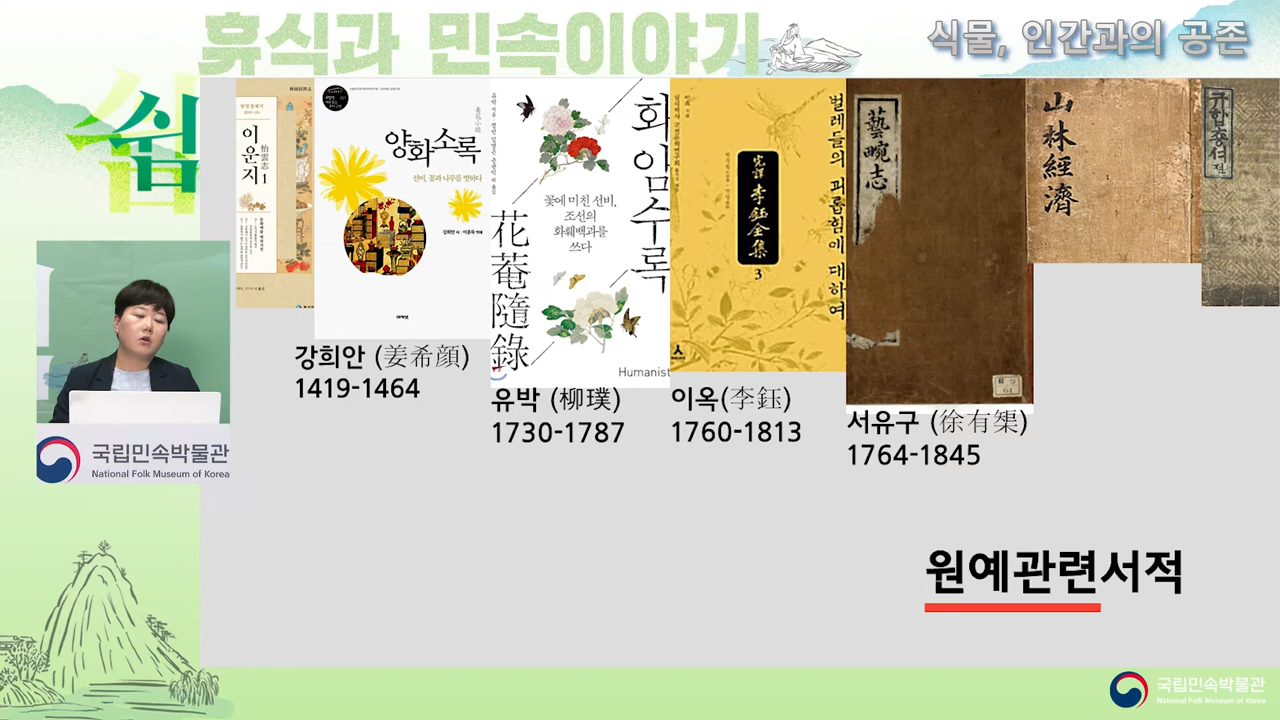 휴식과 민속이야기
식물, 인간과의 공존
쉼
이운지
怡雲志 1
양화소록
養花小錄
선비, 꽃과 나무를 벗하다
화암수록
花菴隨錄
꽃에 미친 선비,
조선의
화훼백과를
쓰다
Humanist
벌레들의 괴롭힘에 대하여
完譯 李鈺全集
3
藝畹志
山林經濟
규합총서
강희안 (姜希顔)
1419-1464
유박 (柳璞)
1730-1787
이옥(李鈺)
1760-1813
서유구 (徐有榘)
1764-1845
원예관련서적
국립민속박물관
National Folk Museum of Korea
국립민속박물관
National Folk Museum of Korea